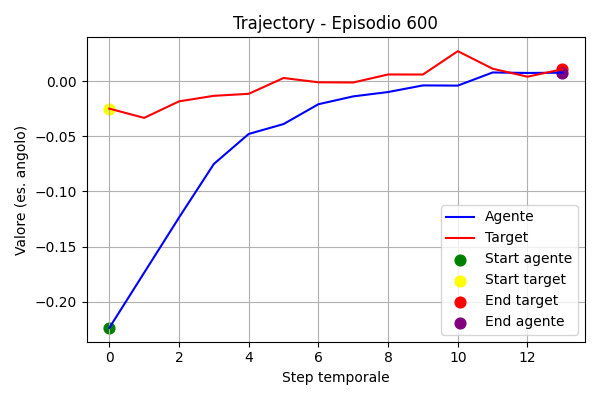 Trajectory - Episodio 600
Valore (es. angolo)
0.00
−0.05
−0.10
−0.15
−0.20
0 2 4 6 8 10 12
Step temporale
Agente
Target
Start agente
Start target
End target
End agente